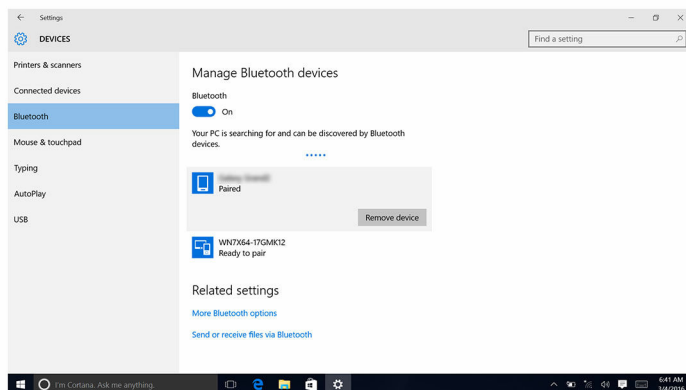 Settings
DEVICES
Find a setting
Printers & scanners
Connected devices
Bluetooth
Mouse & touchpad
Typing
AutoPlay
USB
Manage Bluetooth devices
Bluetooth
On
Your PC is searching for and can be discovered by Bluetooth
devices.
Paired
Remove device
WN7X64-17GMK12
Ready to pair
Related settings
More Bluetooth options
Send or receive files via Bluetooth
I'm Cortana. Ask me anything.
6:41 AM
3/4/2016